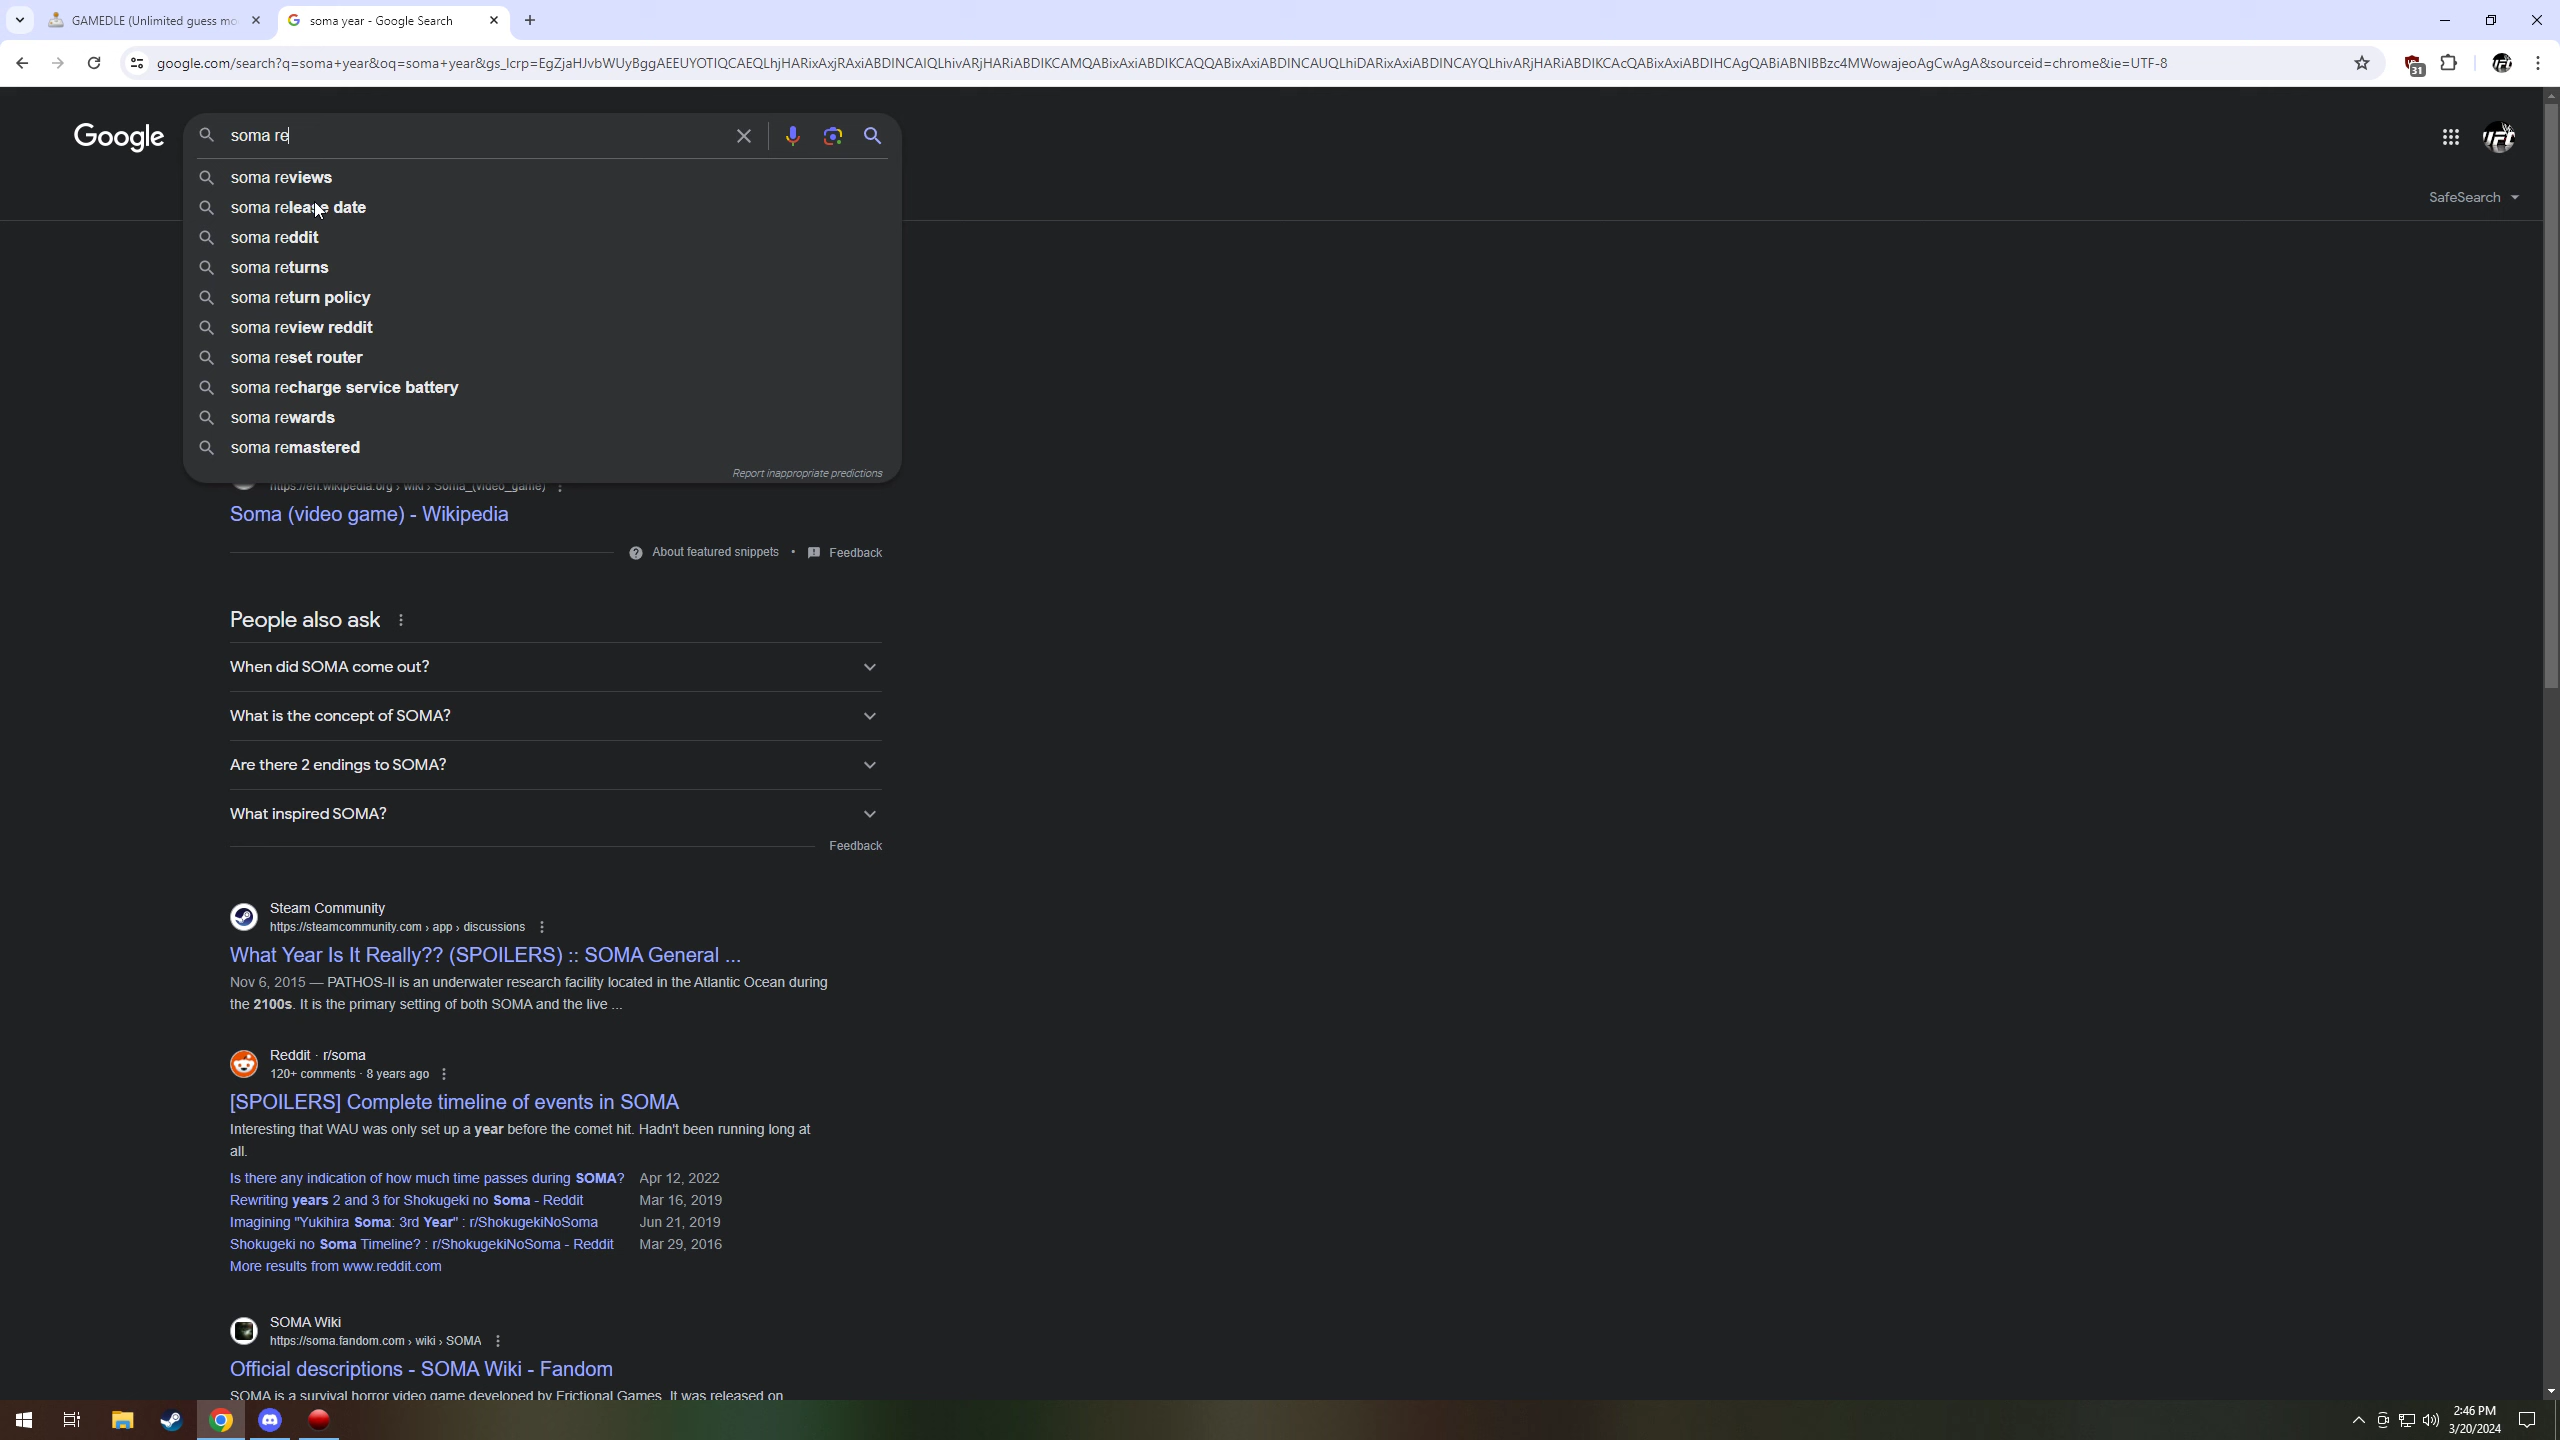 GAMEDLE (Unlimited guess mo
soma year - Google Search
google.com/search?q=soma+year&oq=soma+year&gs_lcrp=EgZjaHJvbWUyBggAEEUYOTIQCAEQLhjHARixAxjRAxiABDINCAIQLhivARjHARiABDIKCAMQABixAxiABDIKCAQQABixAxiABDINCAUQLhiDARixAxiABDINCAYQLhivARjHARiABDIKCAcQABixAxiABDIHCAgQABiABNIBBzc4MWowajeoAgCwAgA&sourceid=chrome&ie=UTF-8
31
Google
soma re
soma reviews
soma release date
soma reddit
soma returns
soma return policy
soma review reddit
soma reset router
soma recharge service battery
soma rewards
soma remastered
Report inappropriate predictions
SafeSearch
https://en.wikipedia.org › wiki › Soma_(video_game)
Soma (video game) - Wikipedia
About featured snippets • Feedback
People also ask
When did SOMA come out?
What is the concept of SOMA?
Are there 2 endings to SOMA?
What inspired SOMA?
Feedback
Steam Community
https://steamcommunity.com › app › discussions
What Year Is It Really?? (SPOILERS) :: SOMA General ...
Nov 6, 2015 — PATHOS-II is an underwater research facility located in the Atlantic Ocean during
the 2100s. It is the primary setting of both SOMA and the live ...
Reddit · r/soma
120+ comments · 8 years ago
[SPOILERS] Complete timeline of events in SOMA
Interesting that WAU was only set up a year before the comet hit. Hadn't been running long at
all.
Is there any indication of how much time passes during SOMA? Apr 12, 2022
Rewriting years 2 and 3 for Shokugeki no Soma - Reddit Mar 16, 2019
Imagining "Yukihira Soma: 3rd Year" : r/ShokugekiNoSoma Jun 21, 2019
Shokugeki no Soma Timeline? : r/ShokugekiNoSoma - Reddit Mar 29, 2016
More results from www.reddit.com
SOMA Wiki
https://soma.fandom.com › wiki › SOMA
Official descriptions - SOMA Wiki - Fandom
SOMA is a survival horror video game developed by Frictional Games. It was released on
2:46 PM
3/20/2024